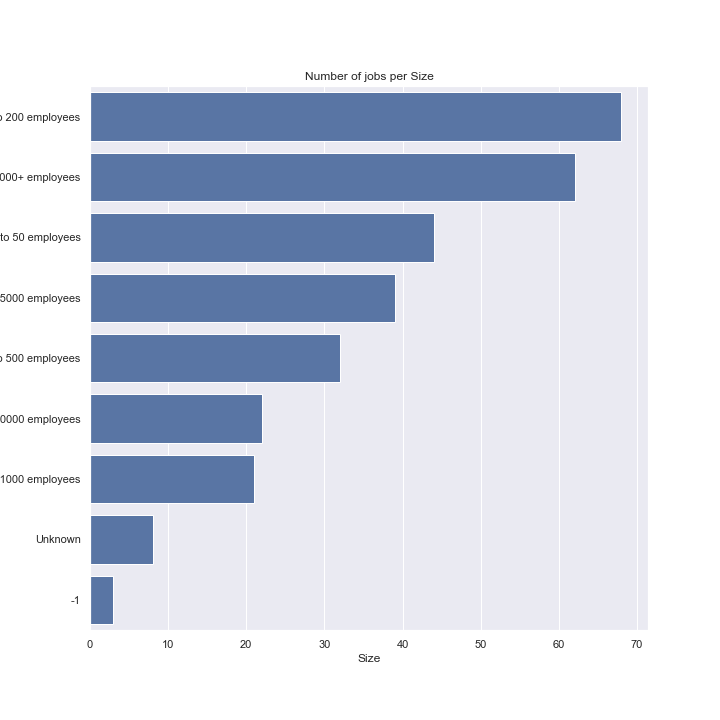 Number of jobs per Size
200 employees
000+ employees
to 50 employees
5000 employees
500 employees
0000 employees
1000 employees
Unknown
-1
0 10 20 30 40 50 60 70
Size